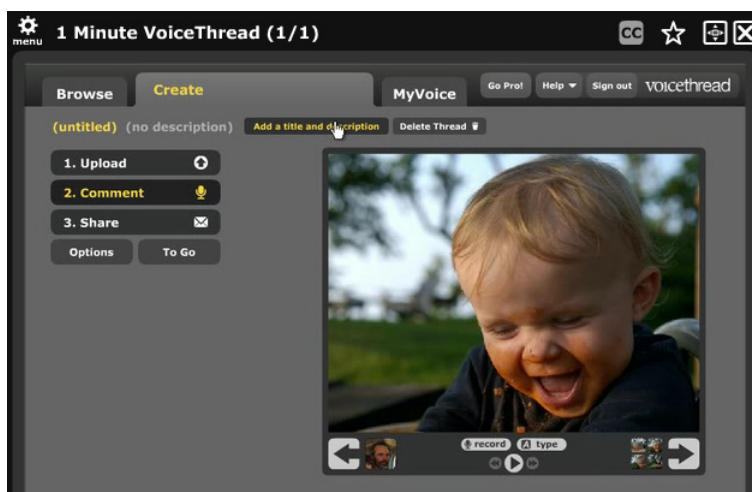 1 Minute VoiceThread (1/1)
CC
menu
Browse
Create
MyVoice
Go Pro!
Help
Sign out
voicethread
(untitled) (no description)
Add a title and description
Delete Thread
1. Upload
2. Comment
3. Share
Options
To Go
record
A type